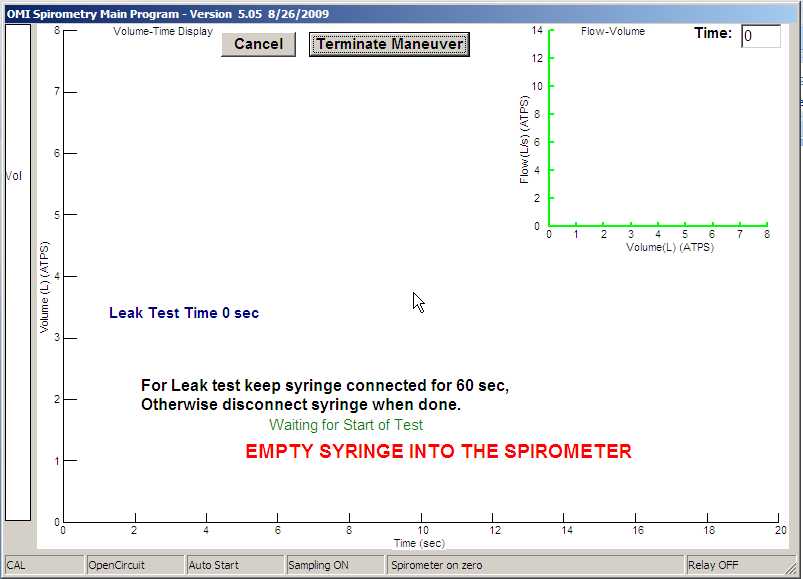 OMI Spirometry Main Program - Version 5.05 8/26/2009
Volume-Time Display
Cancel
Terminate Maneuver
Flow-Volume
Time: 0
Vol
Volume (L) (ATPS)
8
7
6
5
4
3
2
1
0
Flow(L/s) (ATPS)
14
12
10
8
6
4
2
0
0 1 2 3 4 5 6 7 8
Volume(L) (ATPS)
Leak Test Time 0 sec
For Leak test keep syringe connected for 60 sec,
Otherwise disconnect syringe when done.
Waiting for Start of Test
EMPTY SYRINGE INTO THE SPIROMETER
0 2 4 6 8 10 12 14 16 18 20
Time (sec)
CAL
OpenCircuit
Auto Start
Sampling ON
Spirometer on zero
Relay OFF